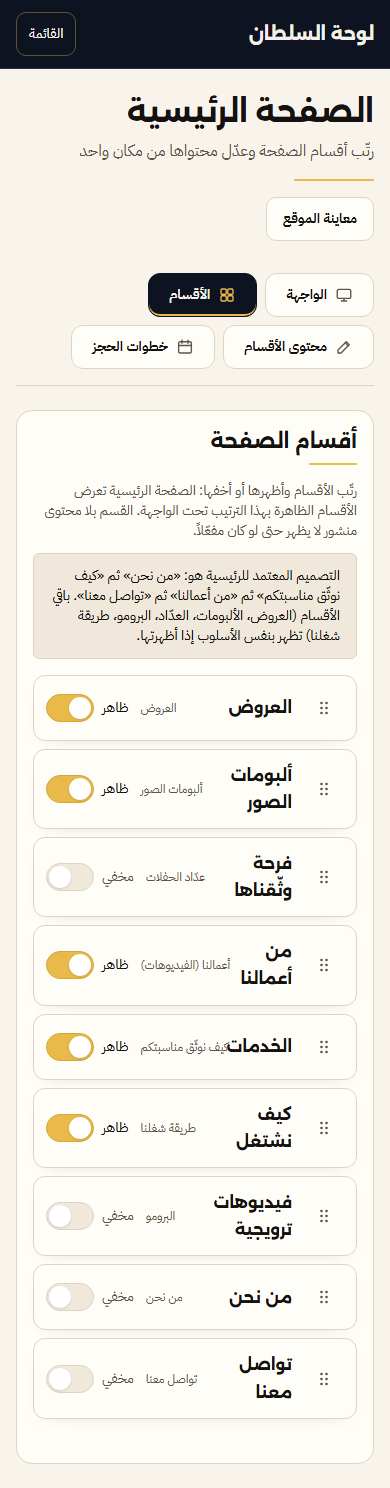 لوحة السلطان
القائمة
الصفحة الرئيسية
رتّب أقسام الصفحة وعدّل محتواها من مكان واحد
معاينة الموقع
الواجهة
الأقسام
محتوى الأقسام
خطوات الحجز
أقسام الصفحة
رتّب الأقسام وأظهرها أو أخفها: الصفحة الرئيسية تعرض
الأقسام الظاهرة بهذا الترتيب تحت الواجهة. القسم بلا محتوى
منشور لا يظهر حتى لو كان مفعّلاً.
التصميم المعتمد للرئيسية هو: «من نحن» ثم «كيف
نوثّق مناسبتكم» ثم «من أعمالنا» ثم «تواصل معنا». باقي
الأقسام (العروض، الألبومات، العدّاد، البرومو، طريقة
شغلنا) تظهر بنفس الأسلوب إذا أظهرتها.
العروض
العروض
ظاهر
ألبومات
الصور
ألبومات الصور
ظاهر
فرحة
وثّقناها
عدّاد الحفلات
مخفي
من
أعمالنا
أعمالنا (الفيديوهات)
ظاهر
الخدمات
كيف نوثّق مناسبتكم
ظاهر
كيف
نشتغل
طريقة شغلنا
ظاهر
فيديوهات
ترويجية
البرومو
مخفي
من نحن
من نحن
مخفي
تواصل
معنا
تواصل معنا
مخفي